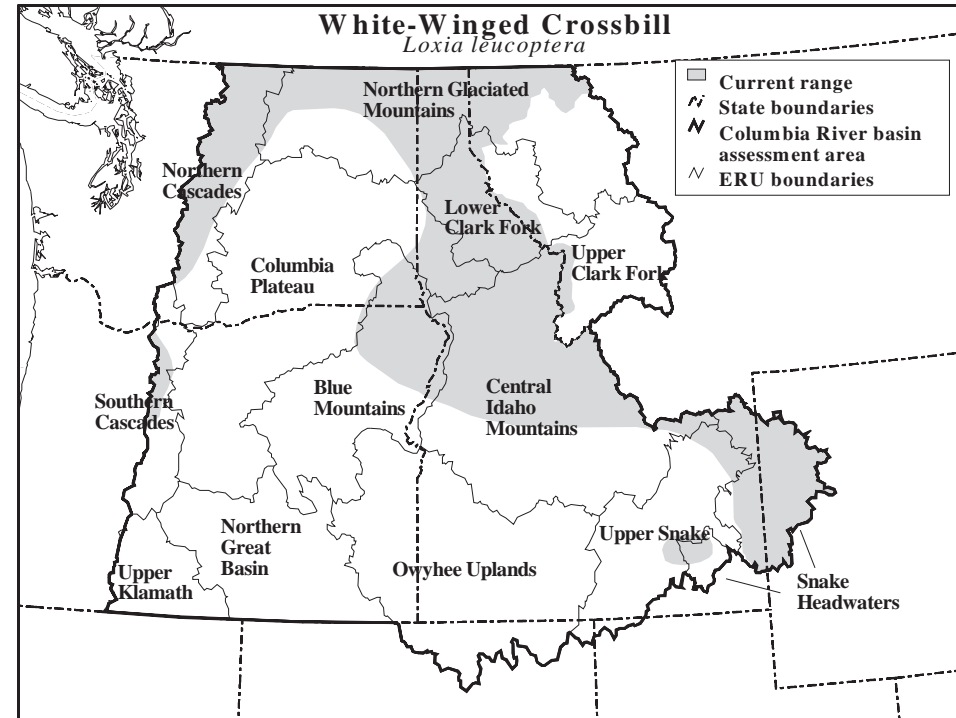 White-Winged Crossbill
Loxia leucoptera
Current range
State boundaries
Columbia River basin
assessment area
ERU boundaries
Northern Glaciated
Mountains
Northern
Cascades
Lower
Clark Fork
Upper
Clark Fork
Columbia
Plateau
Southern
Cascades
Blue
Mountains
Central
Idaho
Mountains
Northern
Great
Basin
Upper Snake
Upper
Klamath
Owyhee Uplands
Snake
Headwaters